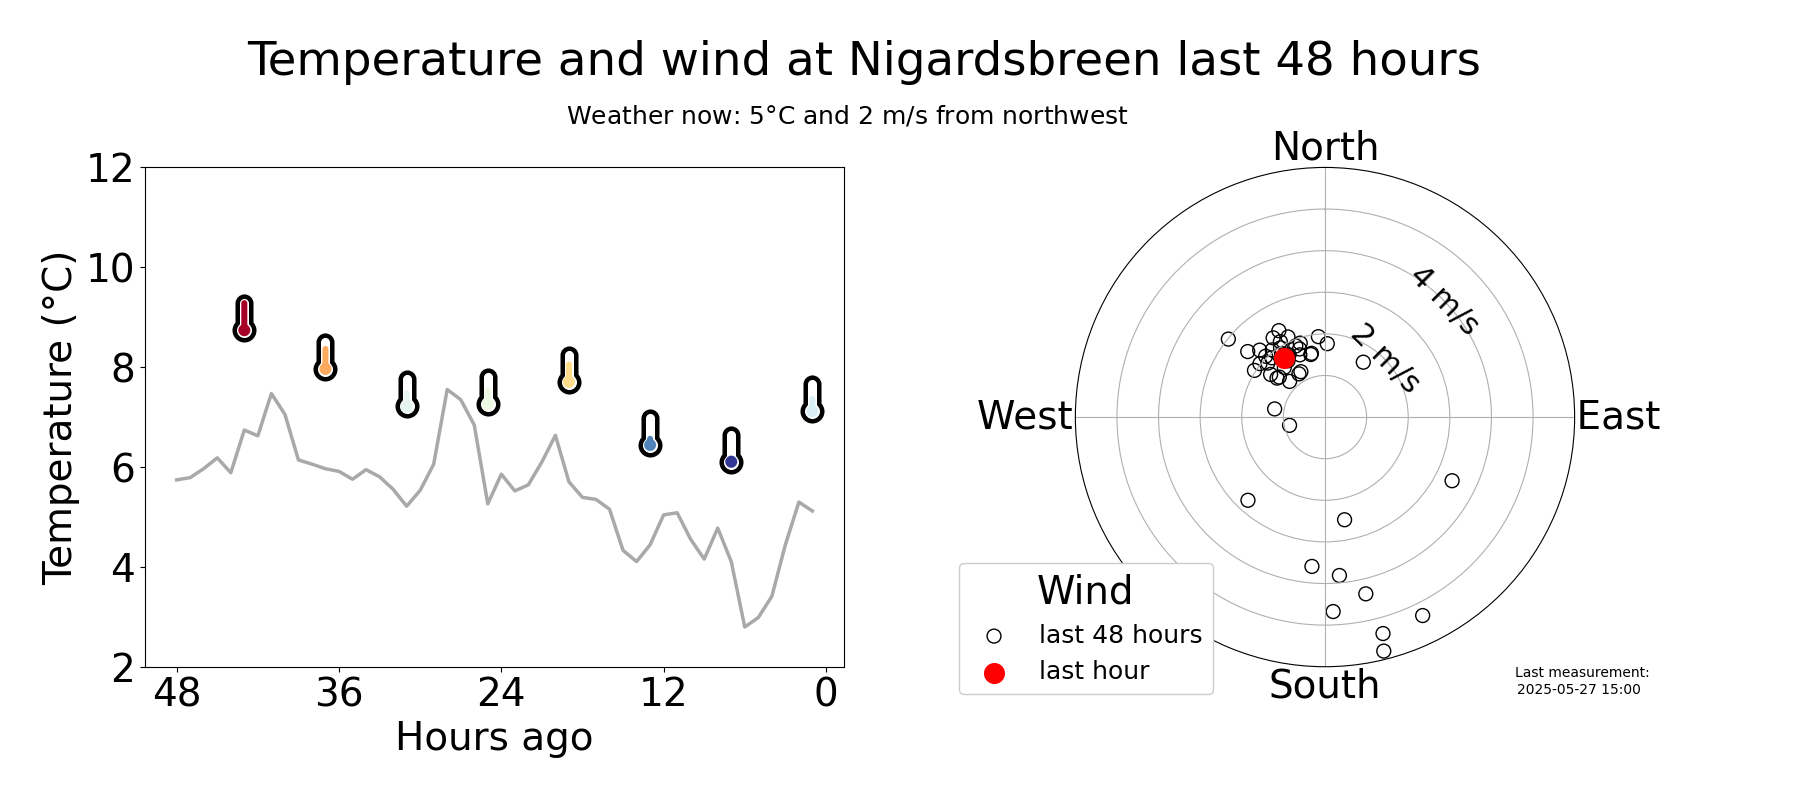 Temperature and wind at Nigardsbreen last 48 hours
Weather now: 5°C and 2 m/s from northwest
Temperature (°C)
12
10
8
6
4
2
48 36 24 12 0
Hours ago
North
4 m/s
2 m/s
West
East
South
Wind
last 48 hours
last hour
Last measurement:
2025-05-27 15:00